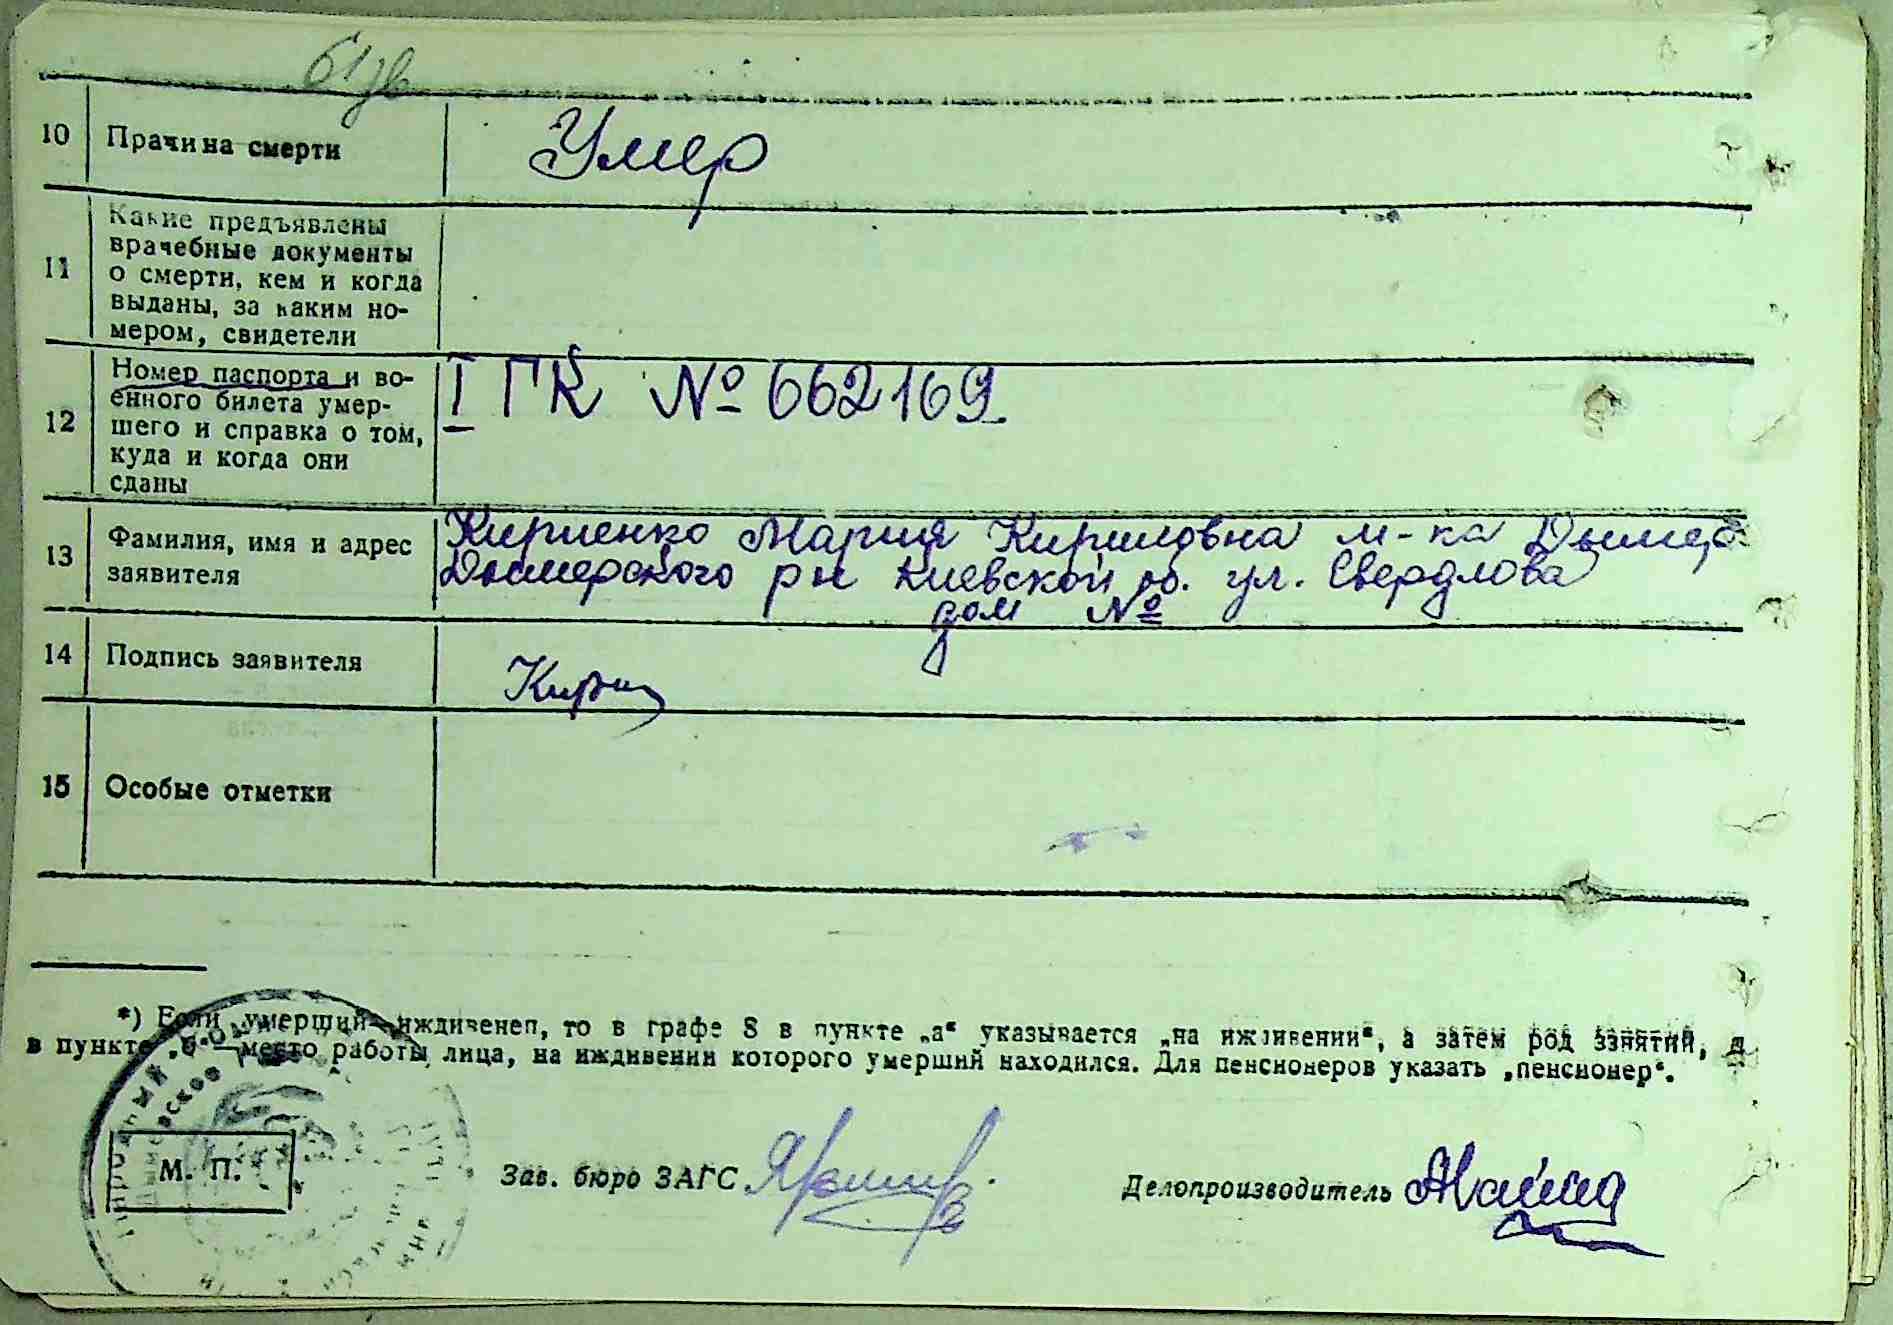 61 зв
10 Причина смерти Умер
11 Какие предъявлены
врачебные документы
о смерти, кем и когда
выданы, за каким но-
мером, свидетели
12 Номер паспорта и во-
енного билета умер-
шего и справка о том,
куда и когда они
сданы
I ГК № 662169
13 Фамилия, имя и адрес
заявителя
Кириенко Мария Кириловна м-ка Дымер
Дымерского р-н Киевской об. ул. Свердлова
дом №
14 Подпись заявителя
15 Особые отметки
*) Если умерший иждивенец, то в графе 8 в пункте „а“ указывается „на иждивении“, а затем род занятий, а
в пункте „б“—место работы лица, на иждивении которого умерший находился. Для пенсионеров указать „пенсионер“.
М. П.
Зав. бюро ЗАГС
Делопроизводитель